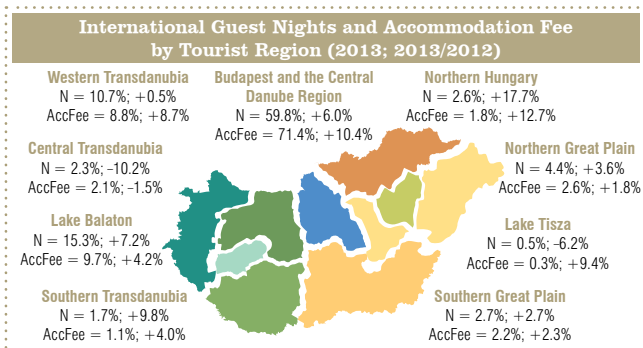 International Guest Nights and Accommodation Fee
by Tourist Region (2013; 2013/2012)
Western Transdanubia
N = 10.7%; +0.5%
AccFee = 8.8%; +8.7%
Budapest and the Central
Danube Region
N = 59.8%; +6.0%
AccFee = 71.4%; +10.4%
Northern Hungary
N = 2.6%; +17.7%
AccFee = 1.8%; +12.7%
Central Transdanubia
N = 2.3%; -10.2%
AccFee = 2.1%; -1.5%
Northern Great Plain
N = 4.4%; +3.6%
AccFee = 2.6%; +1.8%
Lake Balaton
N = 15.3%; +7.2%
AccFee = 9.7%; +4.2%
Lake Tisza
N = 0.5%; -6.2%
AccFee = 0.3%; +9.4%
Southern Transdanubia
N = 1.7%; +9.8%
AccFee = 1.1%; +4.0%
Southern Great Plain
N = 2.7%; +2.7%
AccFee = 2.2%; +2.3%